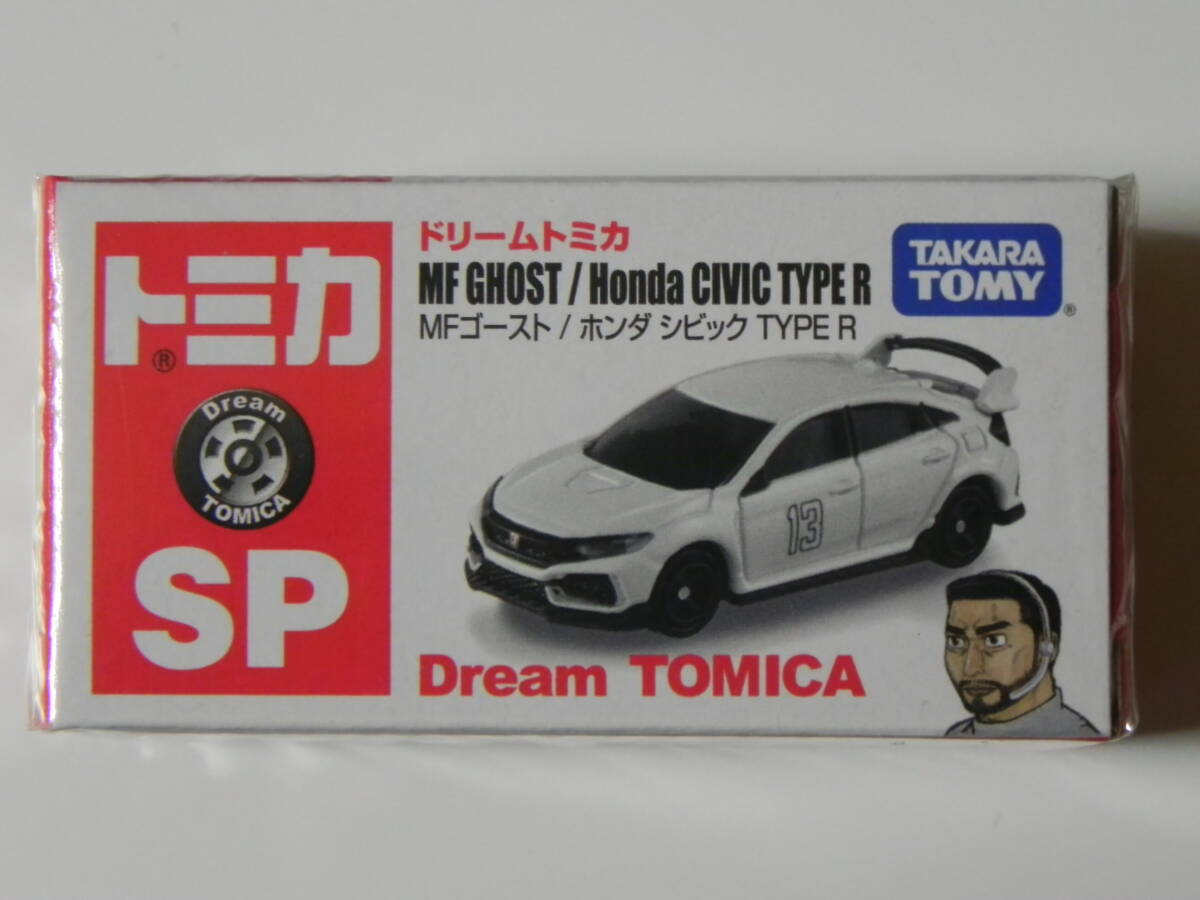 トミカ
®
Dream
TOMICA
SP
ドリームトミカ
MF GHOST / Honda CIVIC TYPE R
MFゴースト / ホンダ シビック TYPE R
TAKARA
TOMY
®
13
Dream TOMICA